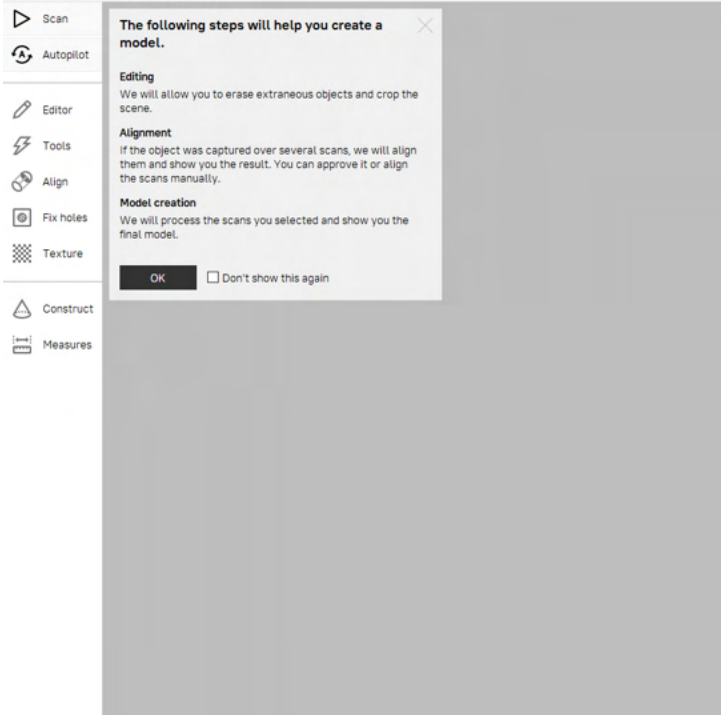 Scan
Autopilot
Editor
Tools
Align
Fix holes
Texture
Construct
Measures
The following steps will help you create a
model.
Editing
We will allow you to erase extraneous objects and crop the
scene.
Alignment
If the object was captured over several scans, we will align
them and show you the result. You can approve it or align
the scans manually.
Model creation
We will process the scans you selected and show you the
final model.
OK
Don't show this again